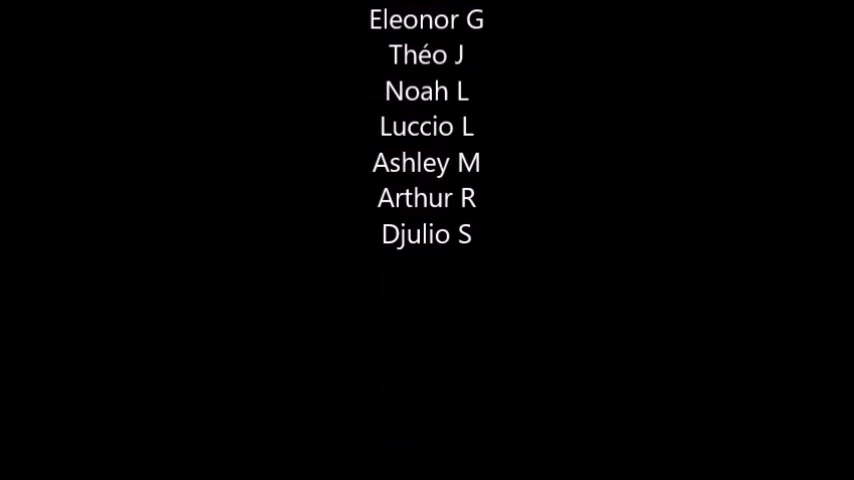 Eleonor G
Théo J
Noah L
Luccio L
Ashley M
Arthur R
Djulio S